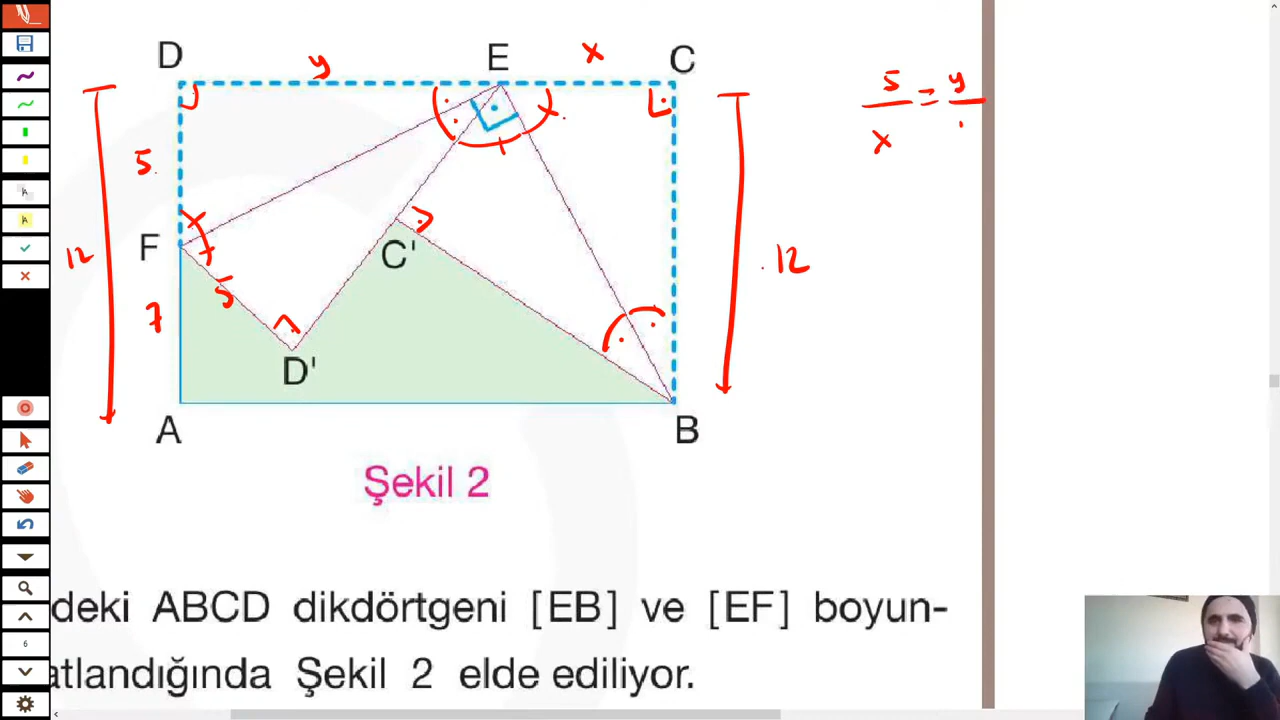 D y E x C
5 = y
x
5
12
F
5
7
C'
12
D'
A
B
Şekil 2
deki ABCD dikdörtgeni [EB] ve [EF] boyun-
atlandığında Şekil 2 elde ediliyor.
A
A
6